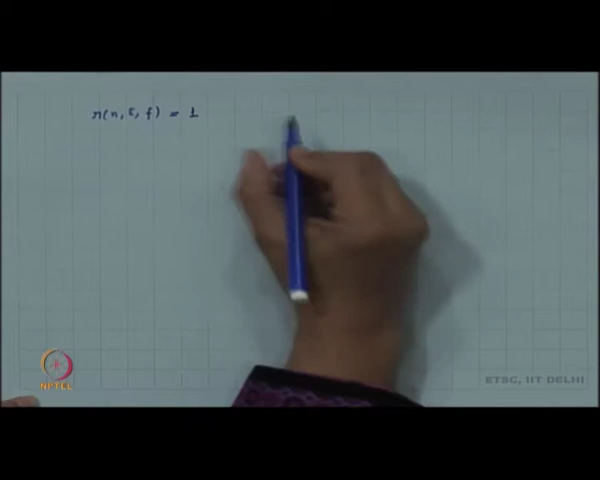 r(n, ε, f) = 1
NPTEL
ETSC, IIT DELHI